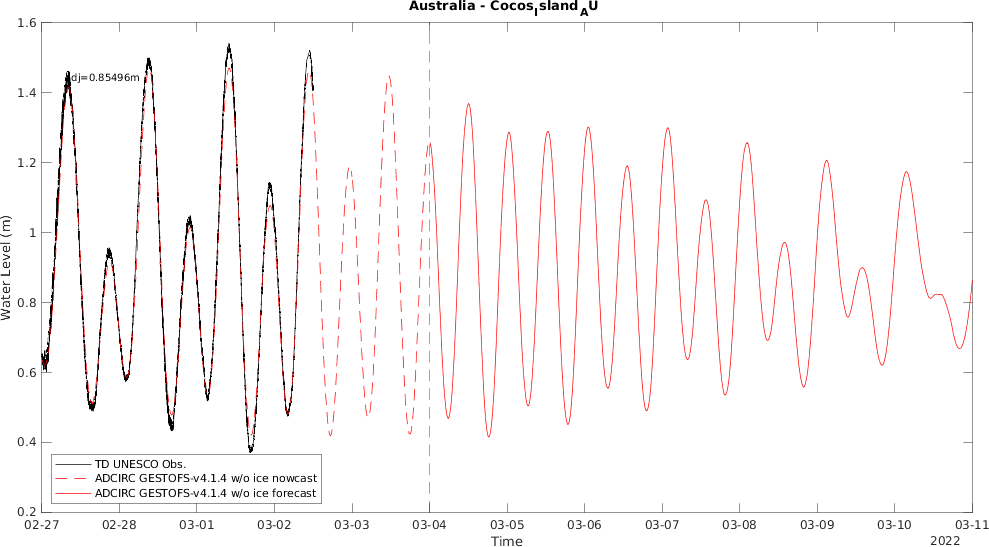 Australia - Cocos_Island_AU
1.6
1.4
1.2
1
0.8
0.6
0.4
0.2
Water Level (m)
dj=0.85496m
TD UNESCO Obs.
ADCIRC GESTOFS-v4.1.4 w/o ice nowcast
ADCIRC GESTOFS-v4.1.4 w/o ice forecast
02-27 02-28 03-01 03-02 03-03 03-04 03-05 03-06 03-07 03-08 03-09 03-10 03-11
Time
2022